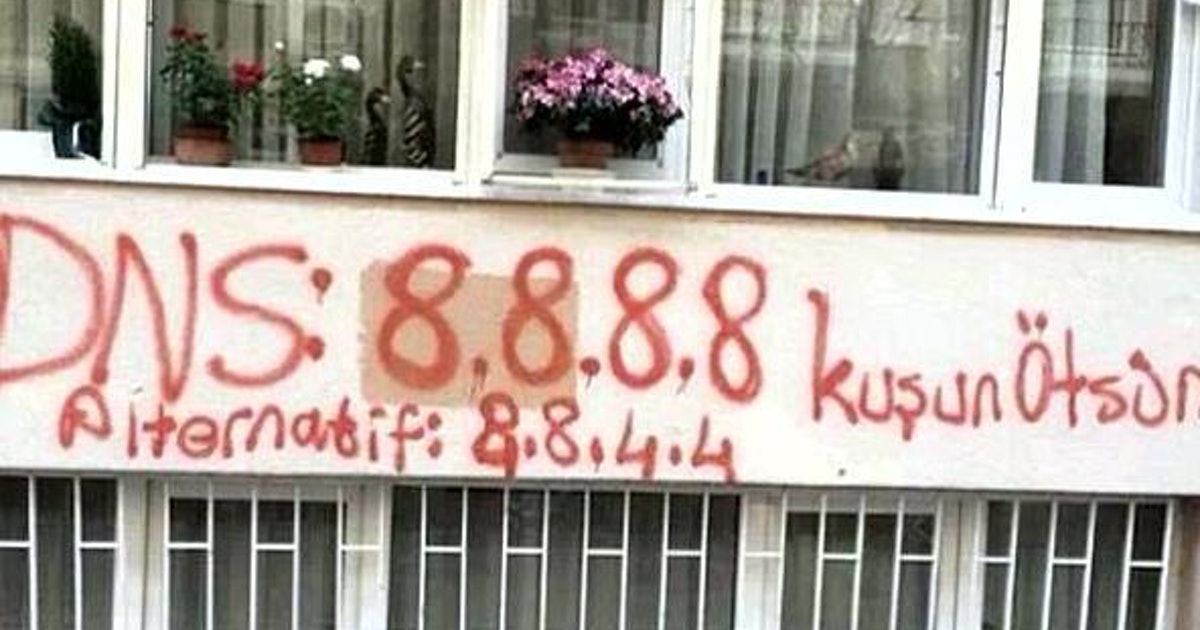 DNS: 8.8.8.8 kuşun Ötsün
Alternatif: 8.8.4.4